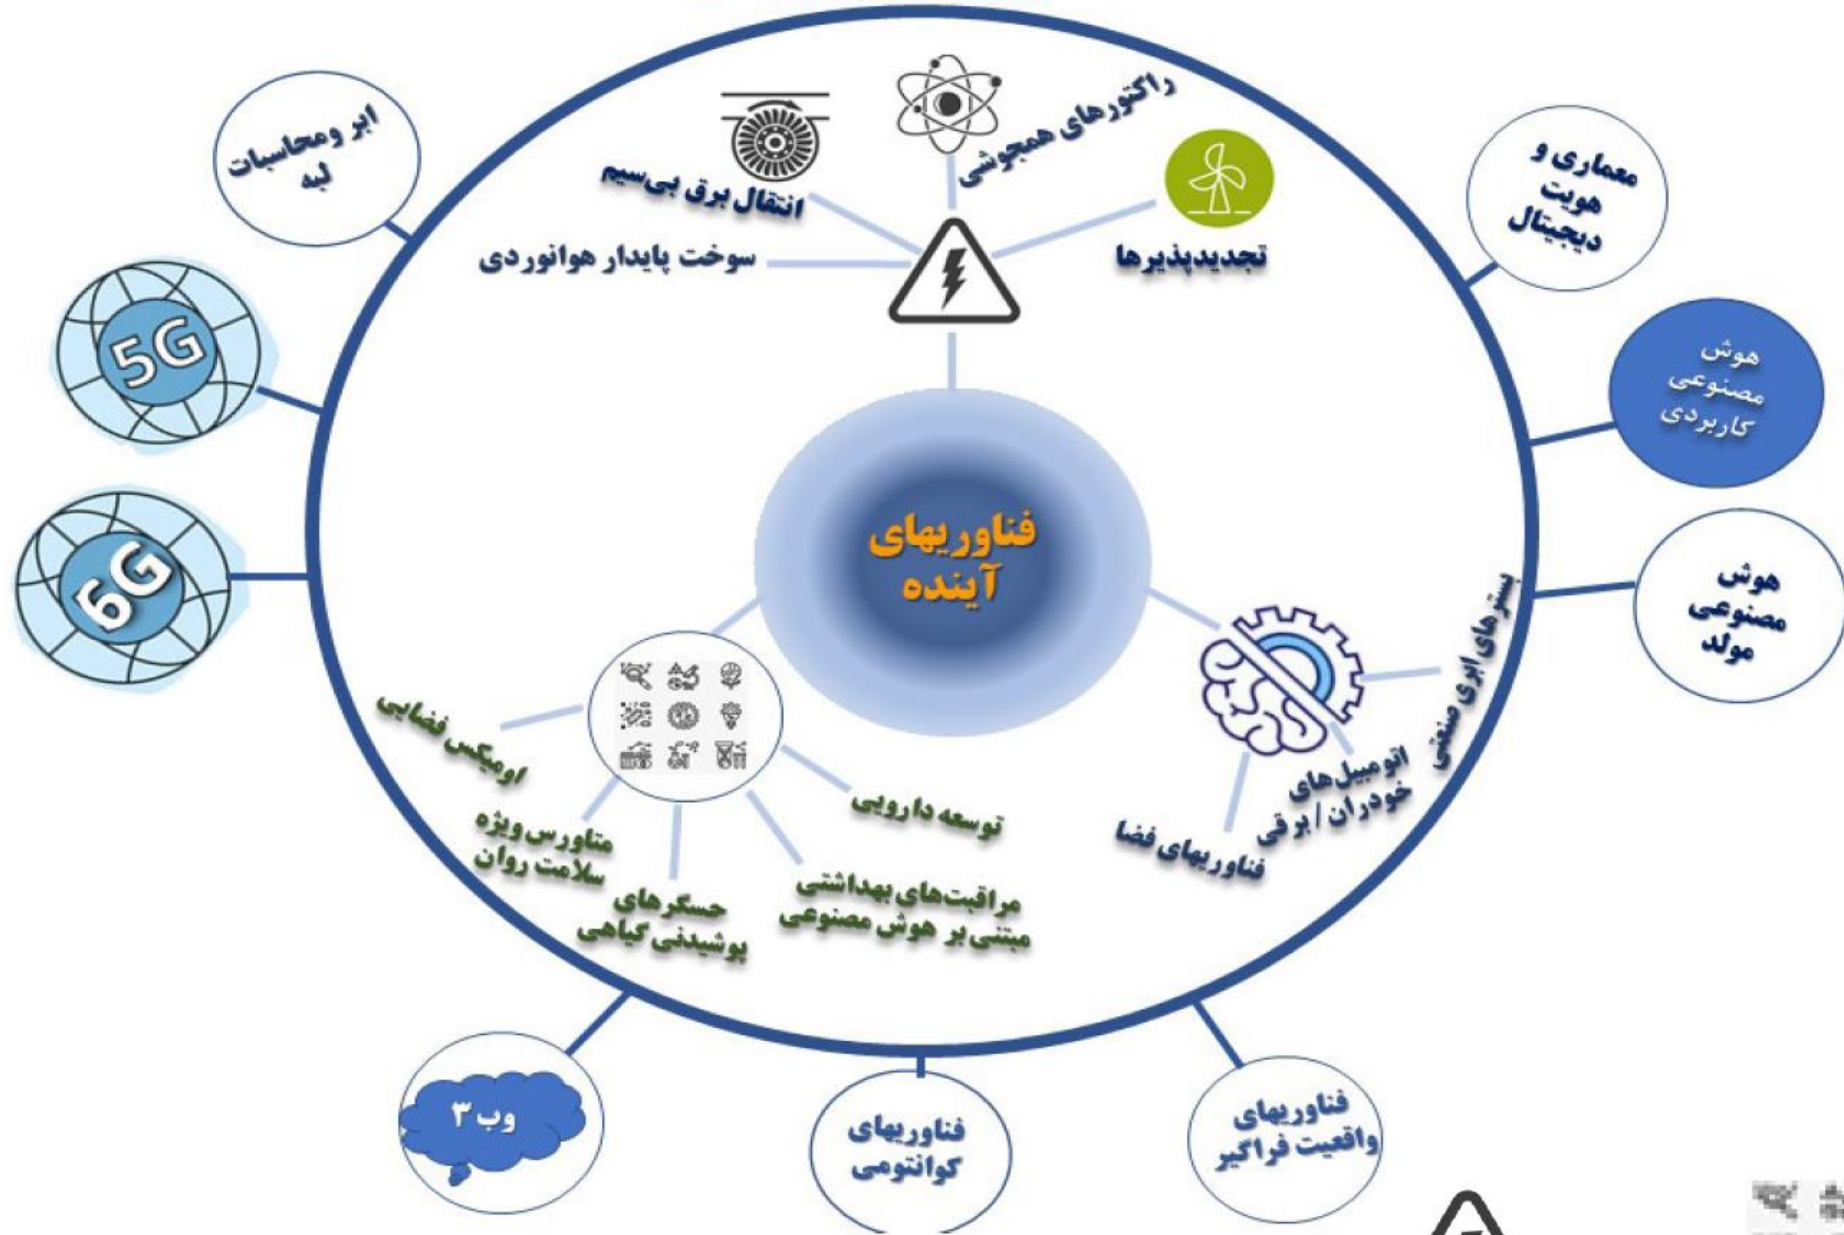 راکتورهای همجوشی
انتقال برق بی‌سیم
سوخت پایدار هوانوردی
تجدیدپذیرها
ابر ومحاسبات
لبه
5G
6G
معماری و
هویت
دیجیتال
هوش
مصنوعی
کاربردی
هوش
مصنوعی
مولد
فناوریهای
آینده
بسترهای ابری صنعتی
اتومبیل‌های
خودران / برقی
فناوریهای فضا
اومیکس فضایی
متاورس ویژه
سلامت روان
حسگرهای
پوشیدنی گیاهی
مراقبت‌های بهداشتی
مبتنی بر هوش مصنوعی
توسعه دارویی
وب ۳
فناوریهای
کوانتومی
فناوریهای
واقعیت فراگیر